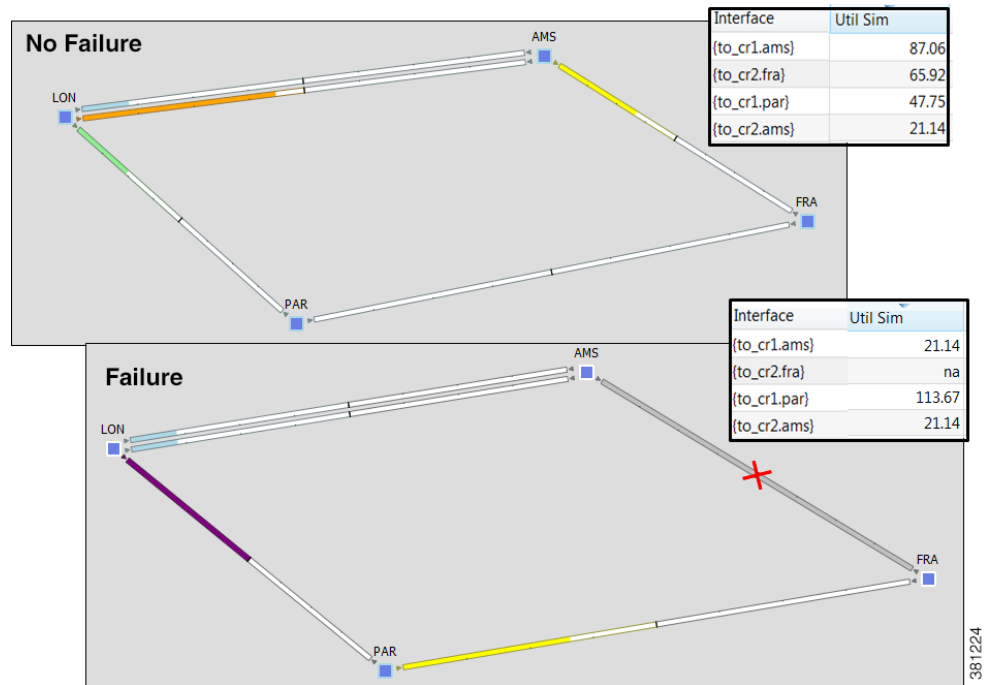 No Failure
AMS
LON
FRA
PAR
Interface Util Sim
{to_cr1.ams} 87.06
{to_cr2.fra} 65.92
{to_cr1.par} 47.75
{to_cr2.ams} 21.14
Failure
AMS
LON
FRA
PAR
Interface Util Sim
{to_cr1.ams} 21.14
{to_cr2.fra} na
{to_cr1.par} 113.67
{to_cr2.ams} 21.14
381224